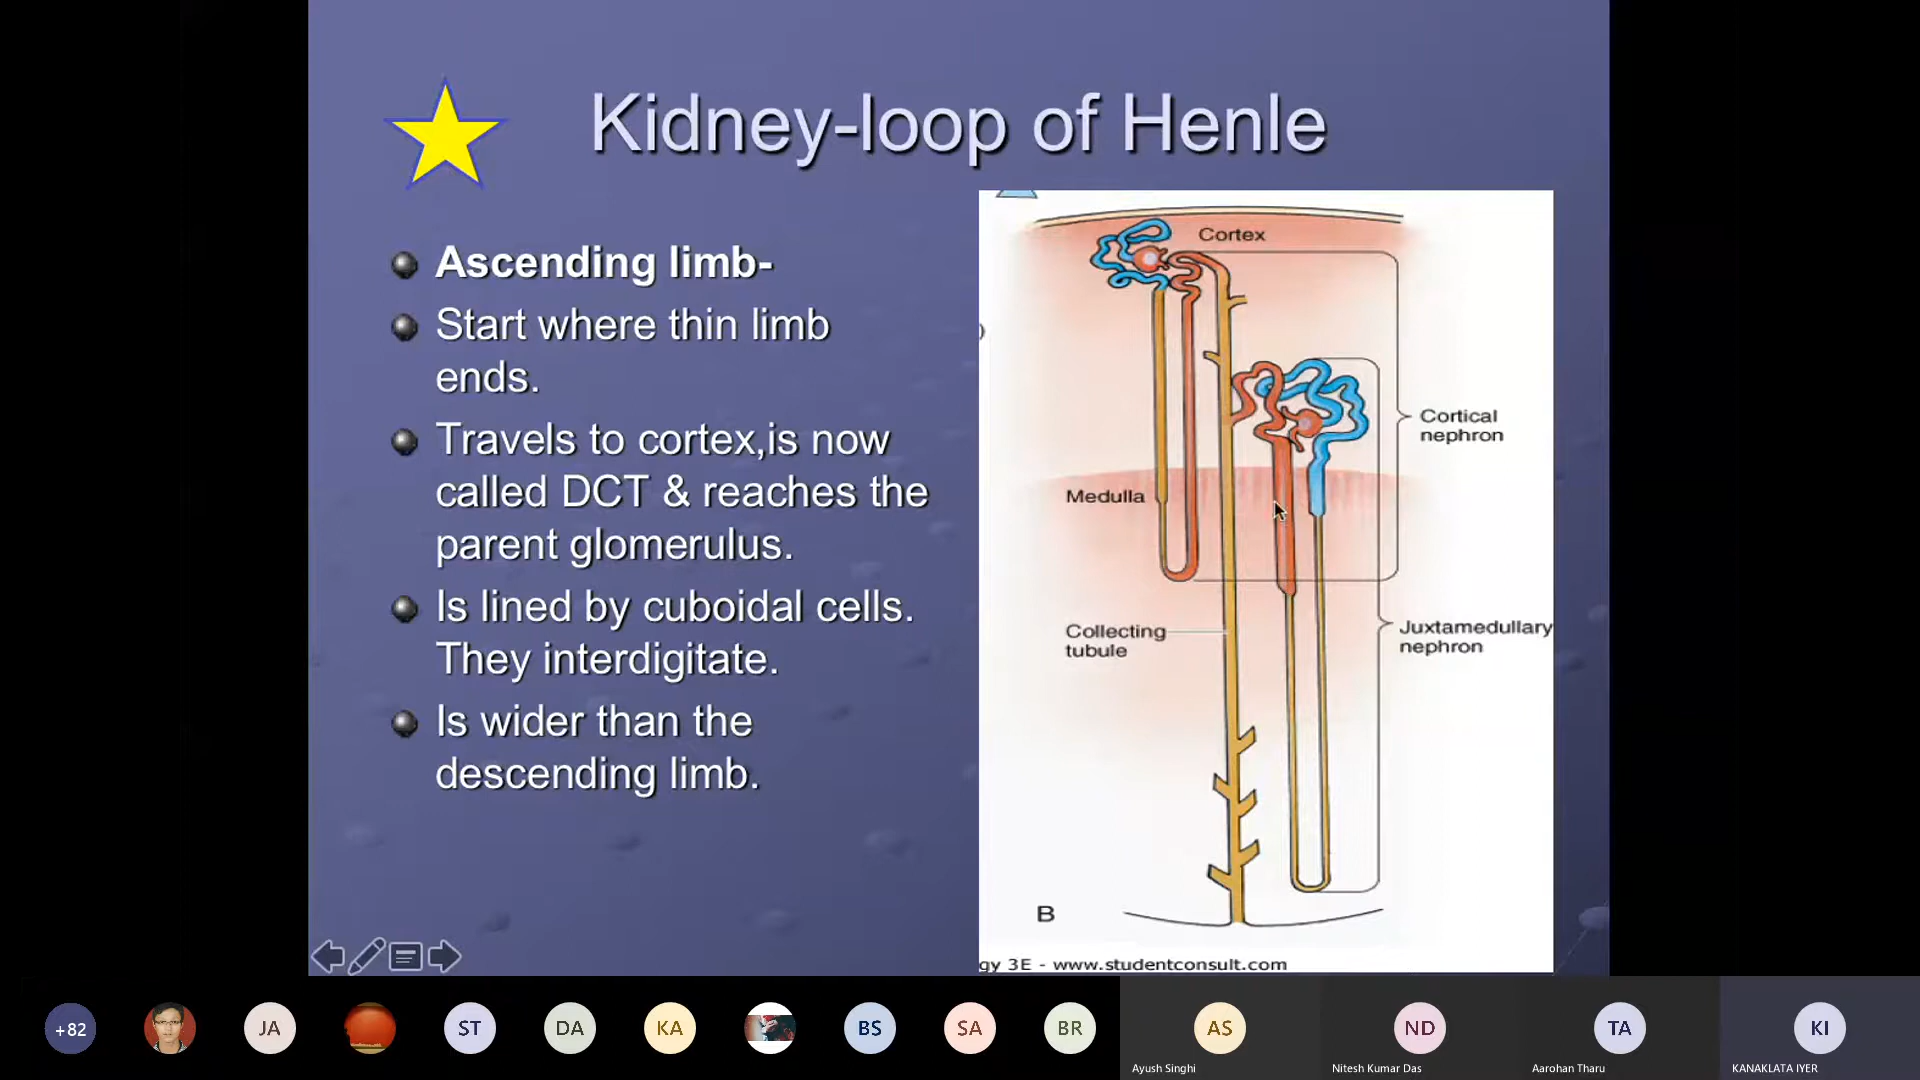 Kidney-loop of Henle
Ascending limb-
Start where thin limb
ends.
Travels to cortex,is now
called DCT & reaches the
parent glomerulus.
Is lined by cuboidal cells.
They interdigitate.
Is wider than the
descending limb.
Cortex
Cortical
nephron
Medulla
Collecting
tubule
Juxtamedullary
nephron
B
gy 3E - www.studentconsult.com
+82
JA
ST
DA
KA
BS
SA
BR
AS
ND
TA
KI
Ayush Singhi
Nitesh Kumar Das
Aarohan Tharu
KANAKLATA IYER